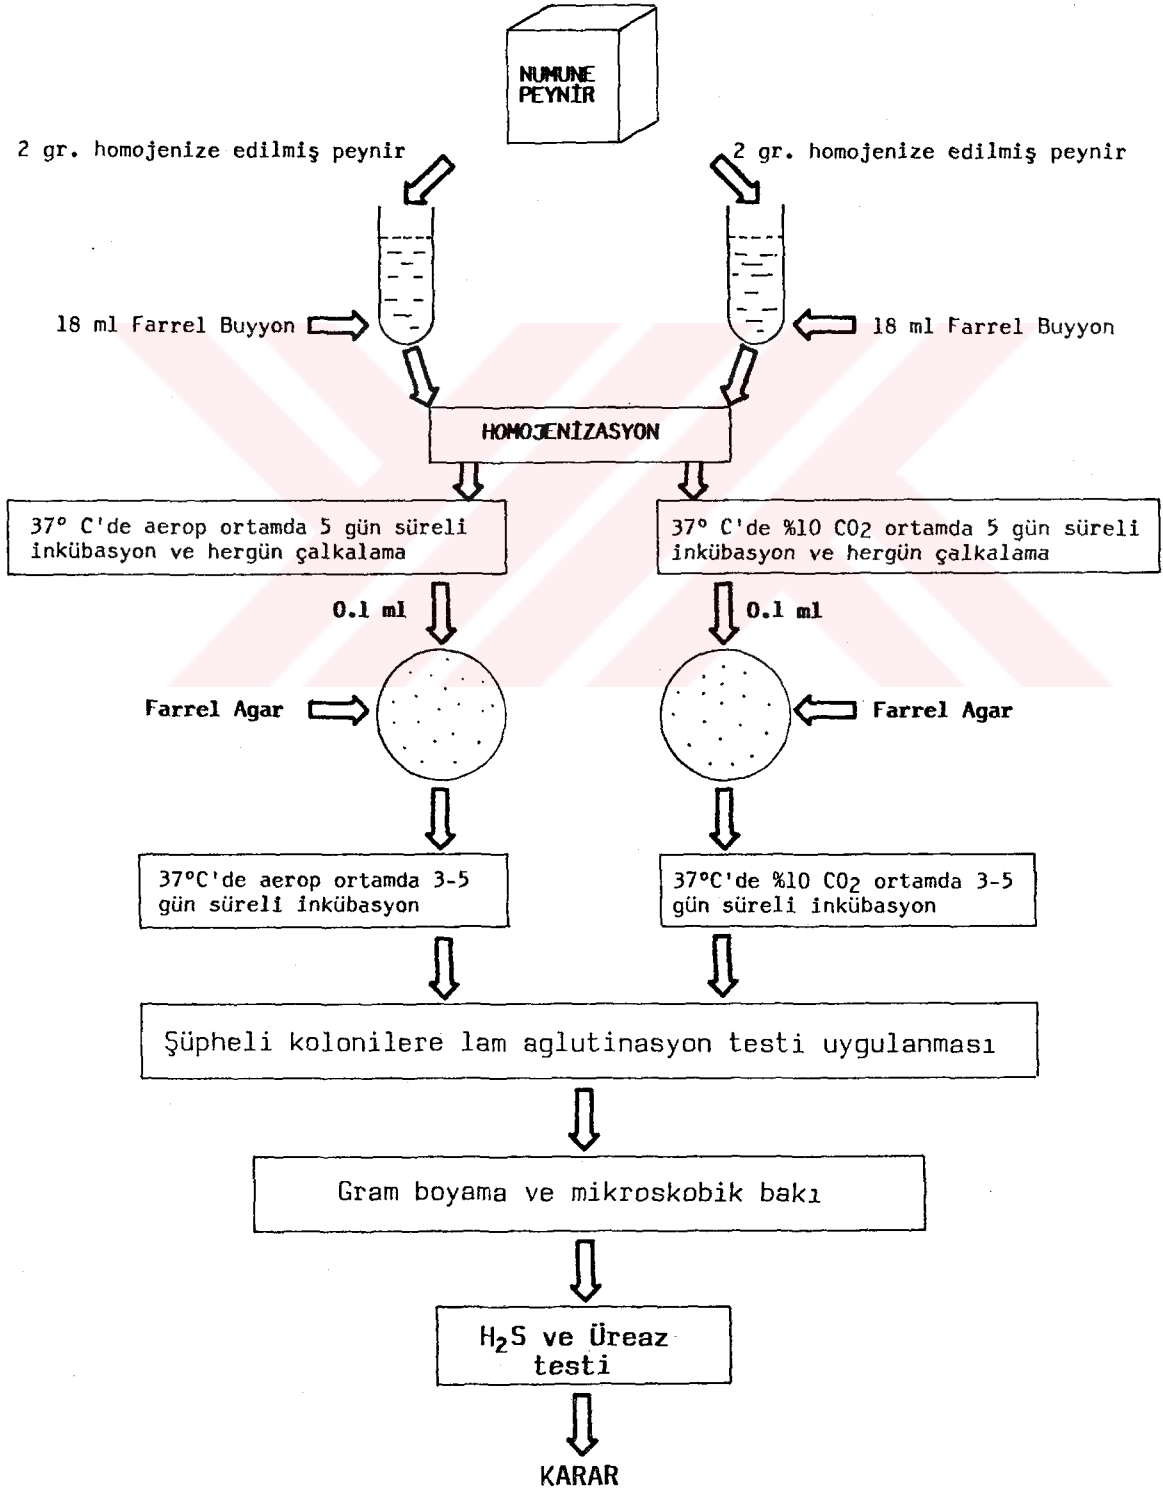 NUMUNE
PEYNİR
2 gr. homojenize edilmiş peynir
2 gr. homojenize edilmiş peynir
18 ml Farrel Buyyon
18 ml Farrel Buyyon
HOMOJENİZASYON
37° C'de aerop ortamda 5 gün süreli
inkübasyon ve hergün çalkalama
37° C'de %10 CO2 ortamda 5 gün süreli
inkübasyon ve hergün çalkalama
0.1 ml
0.1 ml
Farrel Agar
Farrel Agar
37°C'de aerop ortamda 3-5
gün süreli inkübasyon
37°C'de %10 CO2 ortamda 3-5
gün süreli inkübasyon
Şüpheli kolonilere lam aglutinasyon testi uygulanması
Gram boyama ve mikroskobik bakı
H2S ve Üreaz
testi
KARAR